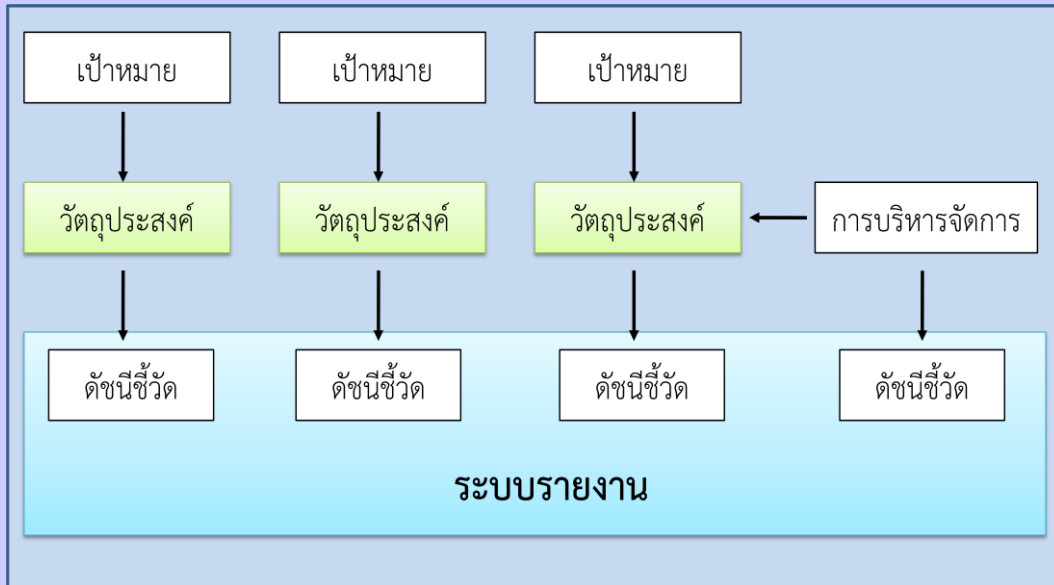 เป้าหมาย
เป้าหมาย
เป้าหมาย
วัตถุประสงค์
วัตถุประสงค์
วัตถุประสงค์
การบริหารจัดการ
ดัชนีชี้วัด
ดัชนีชี้วัด
ดัชนีชี้วัด
ดัชนีชี้วัด
ระบบรายงาน